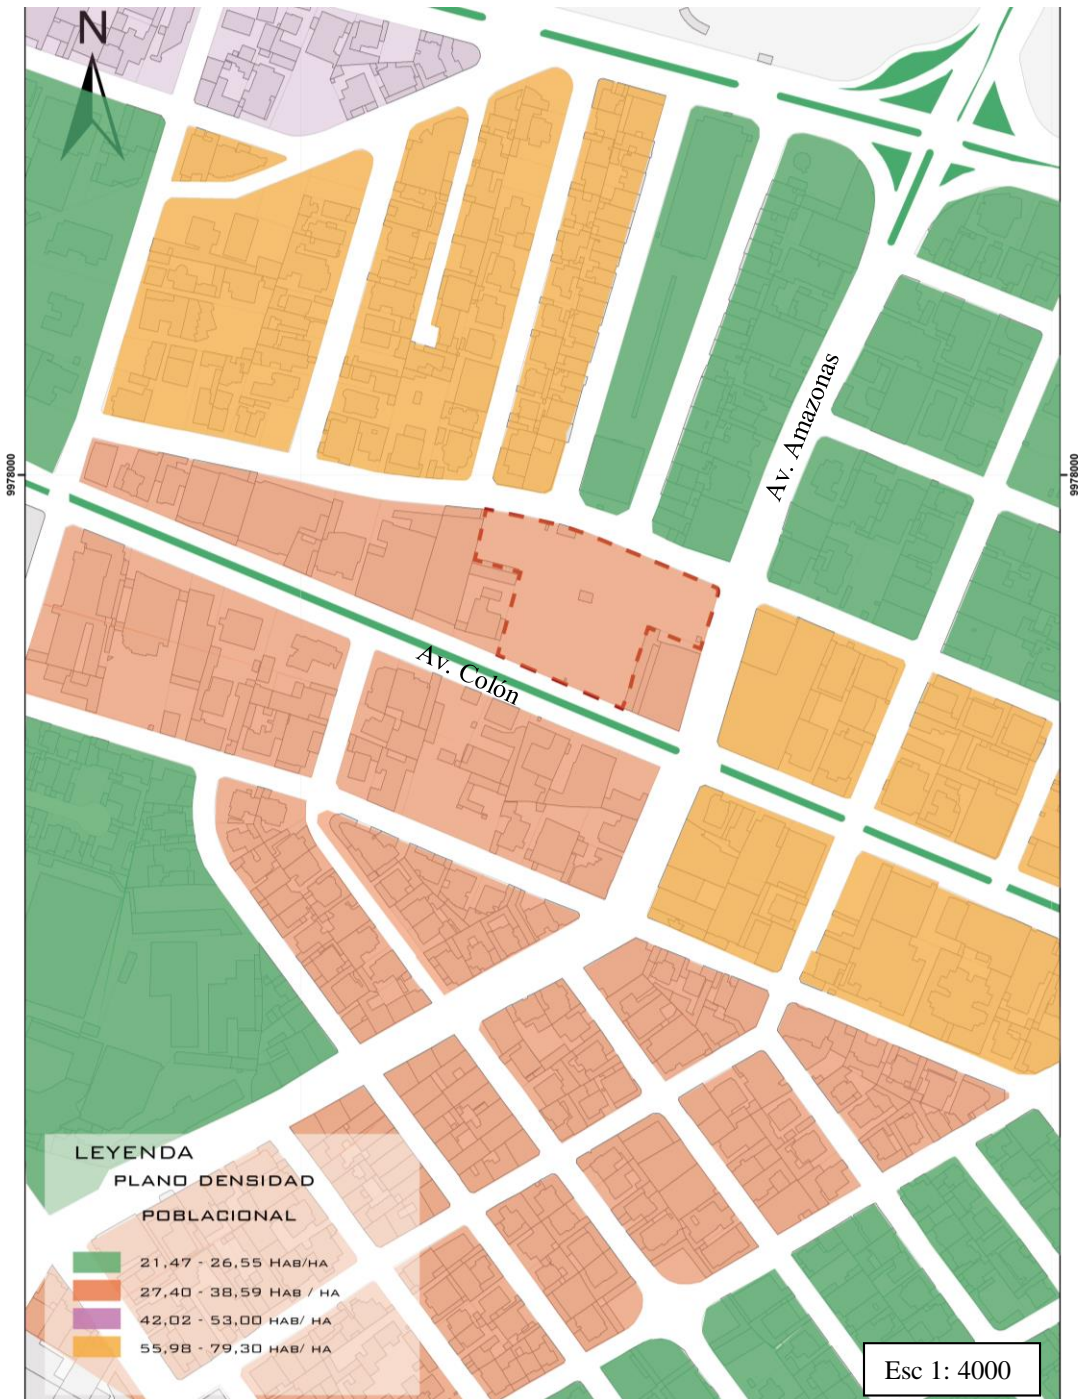 N
9978000
9978000
Av. Amazonas
Av. Colón
LEYENDA
PLANO DENSIDAD
POBLACIONAL
21,47 - 26,55 HAB/HA
27,40 - 38,59 HAB / HA
42,02 - 53,00 HAB/ HA
55,98 - 79,30 HAB/ HA
Esc 1: 4000